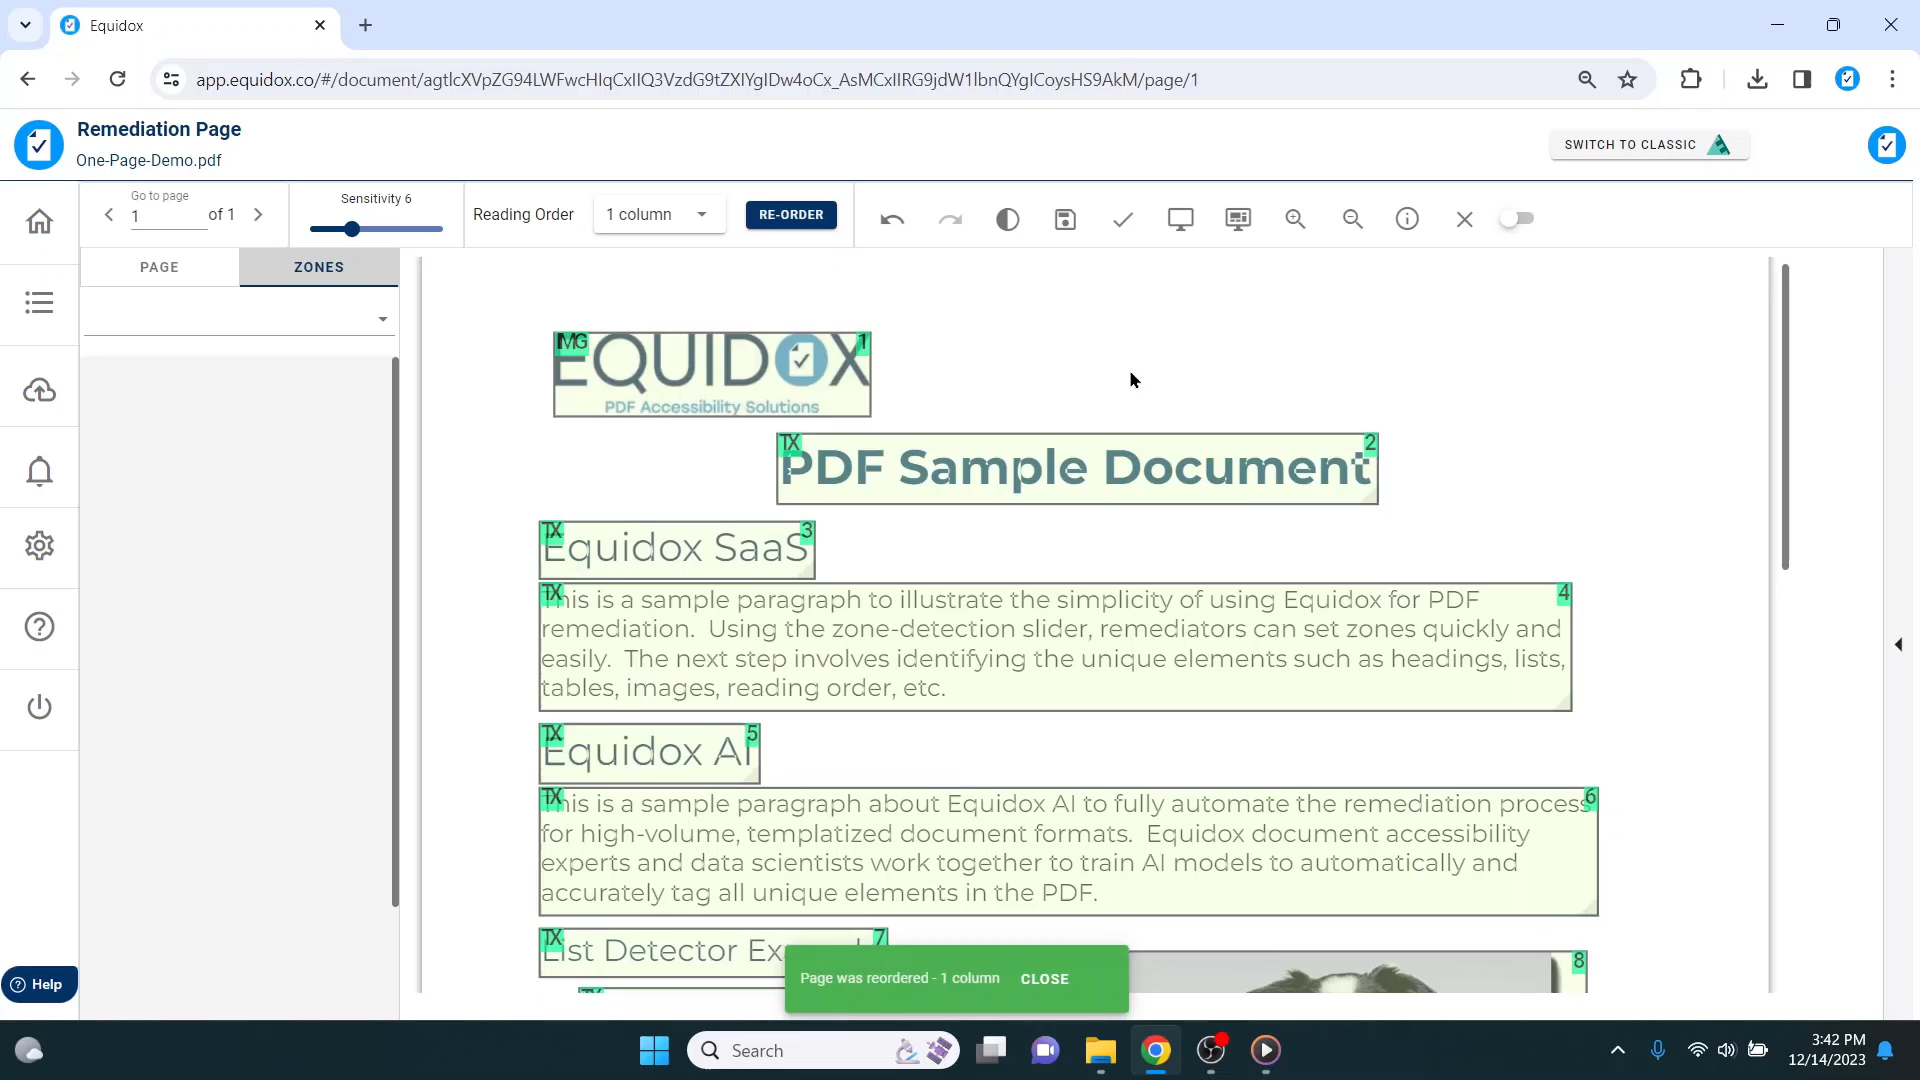 Equidox
app.equidox.co/#/document/agtlcXVpZG94LWFwcHIqCxIIQ3VzdG9tZXIYgIDw4oCx_AsMCxIIRG9jdW1lbnQYgICoysHS9AkM/page/1
Remediation Page
One-Page-Demo.pdf
SWITCH TO CLASSIC
Go to page
1
of 1
Sensitivity 6
Reading Order
1 column
RE-ORDER
PAGE
ZONES
IMG
1
EQUIDOX
PDF Accessibility Solutions
TX
2
PDF Sample Document
TX
3
Equidox SaaS
TX
4
This is a sample paragraph to illustrate the simplicity of using Equidox for PDF
remediation. Using the zone-detection slider, remediators can set zones quickly and
easily. The next step involves identifying the unique elements such as headings, lists,
tables, images, reading order, etc.
TX
5
Equidox AI
TX
6
This is a sample paragraph about Equidox AI to fully automate the remediation process
for high-volume, templatized document formats. Equidox document accessibility
experts and data scientists work together to train AI models to automatically and
accurately tag all unique elements in the PDF.
TX
7
List Detector
8
Page was reordered - 1 column
CLOSE
Help
Search
3:42 PM
12/14/2023